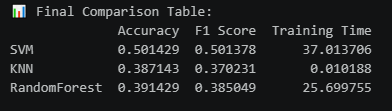 📊 Final Comparison Table:
Accuracy F1 Score Training Time
SVM 0.501429 0.501378 37.013706
KNN 0.387143 0.370231 0.010188
RandomForest 0.391429 0.385049 25.699755